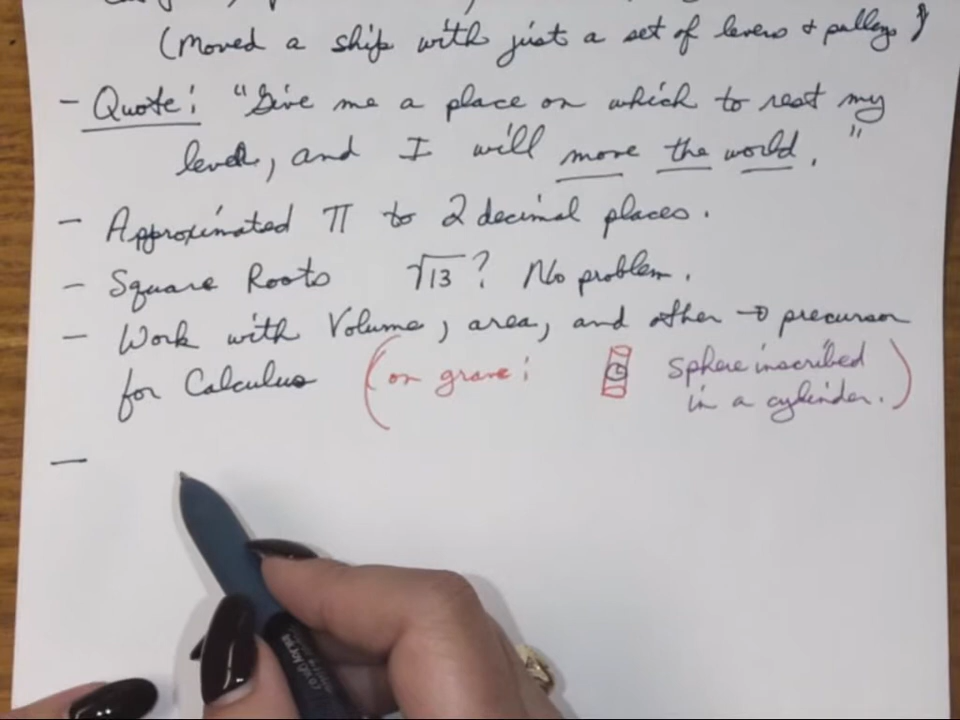 (Moved a ship with just a set of levers & pulleys)
- Quote: "Give me a place on which to rest my
lever, and I will move the world."
- Approximated π to 2 decimal places.
- Square Roots √13? No problem.
- Work with Volume, area, and other → precursor
for Calculus (on grave: sphere inscribed
in a cylinder.)
-